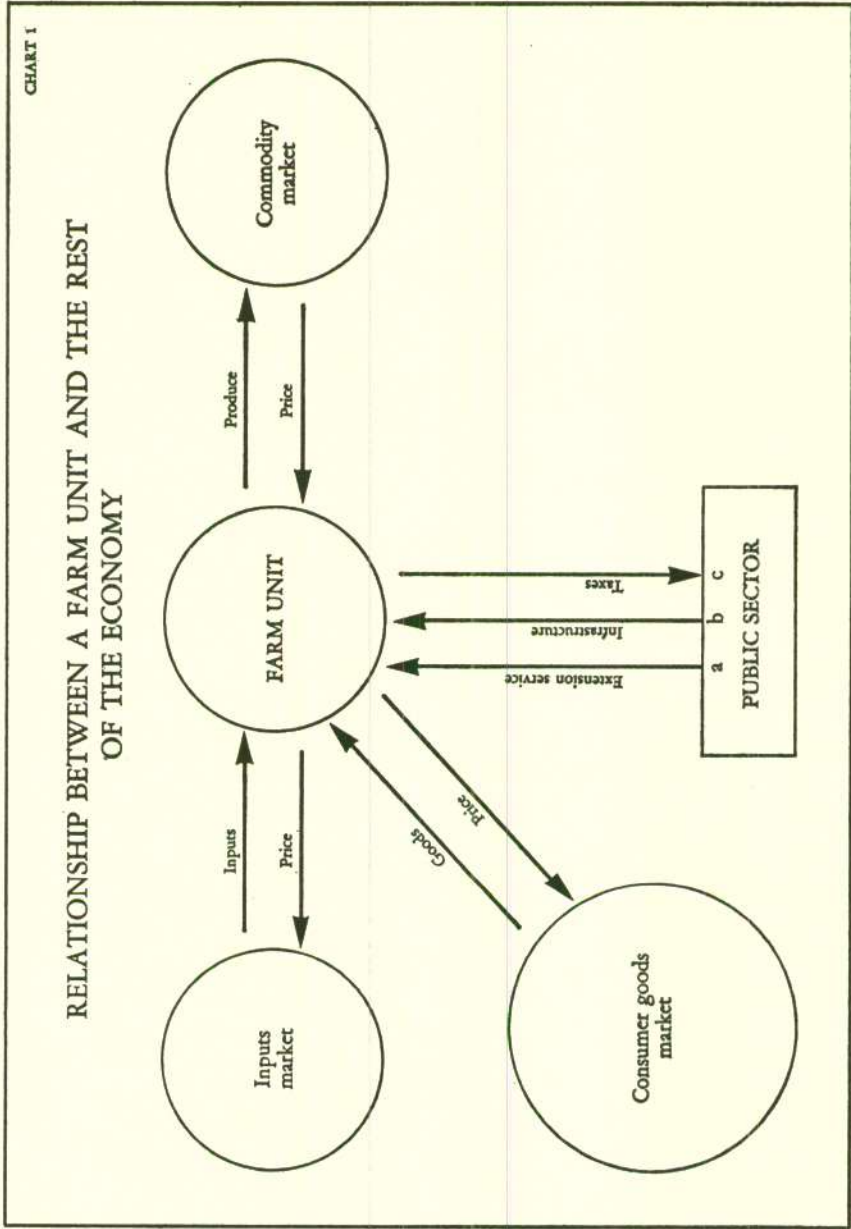 CHART 1
RELATIONSHIP BETWEEN A FARM UNIT AND THE REST
OF THE ECONOMY
Inputs
market
Inputs
Price
FARM UNIT
Produce
Price
Commodity
market
Goods
Price
Extension service
Infrastructure
Taxes
Consumer goods
market
a
b
c
PUBLIC SECTOR